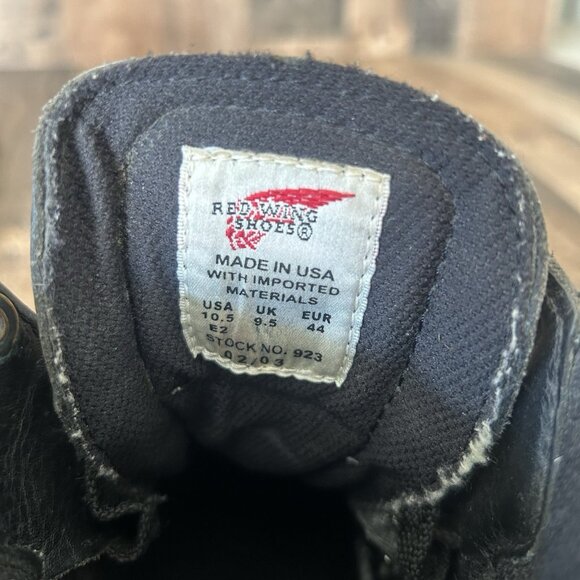 RED WING
SHOES®
MADE IN USA
WITH IMPORTED
MATERIALS
USA UK EUR
10.5 9.5 44
E2
STOCK NO. 923
02/03